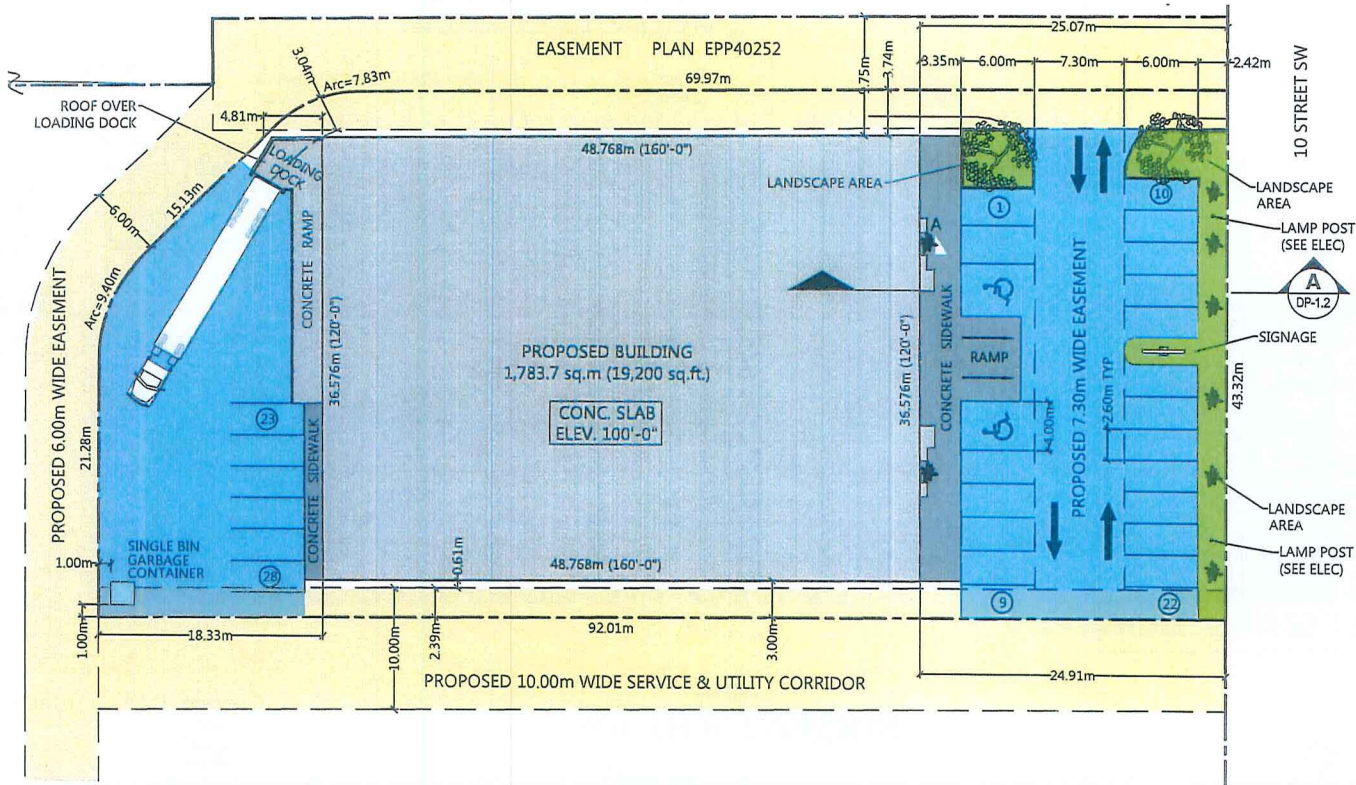 EASEMENT PLAN EPP40252
69.97m
25.07m
3.35m
6.00m
7.30m
6.00m
2.42m
10 STREET SW
3.74m
.75m
3.04m
Arc=7.83m
ROOF OVER
LOADING DOCK
4.81m
LOADING
DOCK
48.768m (160'-0")
LANDSCAPE AREA
LANDSCAPE
AREA
LAMP POST
(SEE ELEC)
A
DP-1.2
SIGNAGE
43.32m
LANDSCAPE
AREA
LAMP POST
(SEE ELEC)
1
10
A
6.00m
15.13m
Arc=9.40m
PROPOSED 6.00m WIDE EASEMENT
21.28m
CONCRETE RAMP
36.576m (120'-0")
PROPOSED BUILDING
1,783.7 sq.m (19,200 sq.ft.)
CONC. SLAB
ELEV. 100'-0"
36.576m (120'-0")
CONCRETE SIDEWALK
RAMP
PROPOSED 7.30m WIDE EASEMENT
4.00m
2.60m TYP
23
CONCRETE SIDEWALK
SINGLE BIN
GARBAGE
CONTAINER
28
1.00m
1.00m
18.33m
0.61m
48.768m (160'-0")
9
22
10.00m
2.39m
92.01m
3.00m
24.91m
PROPOSED 10.00m WIDE SERVICE & UTILITY CORRIDOR